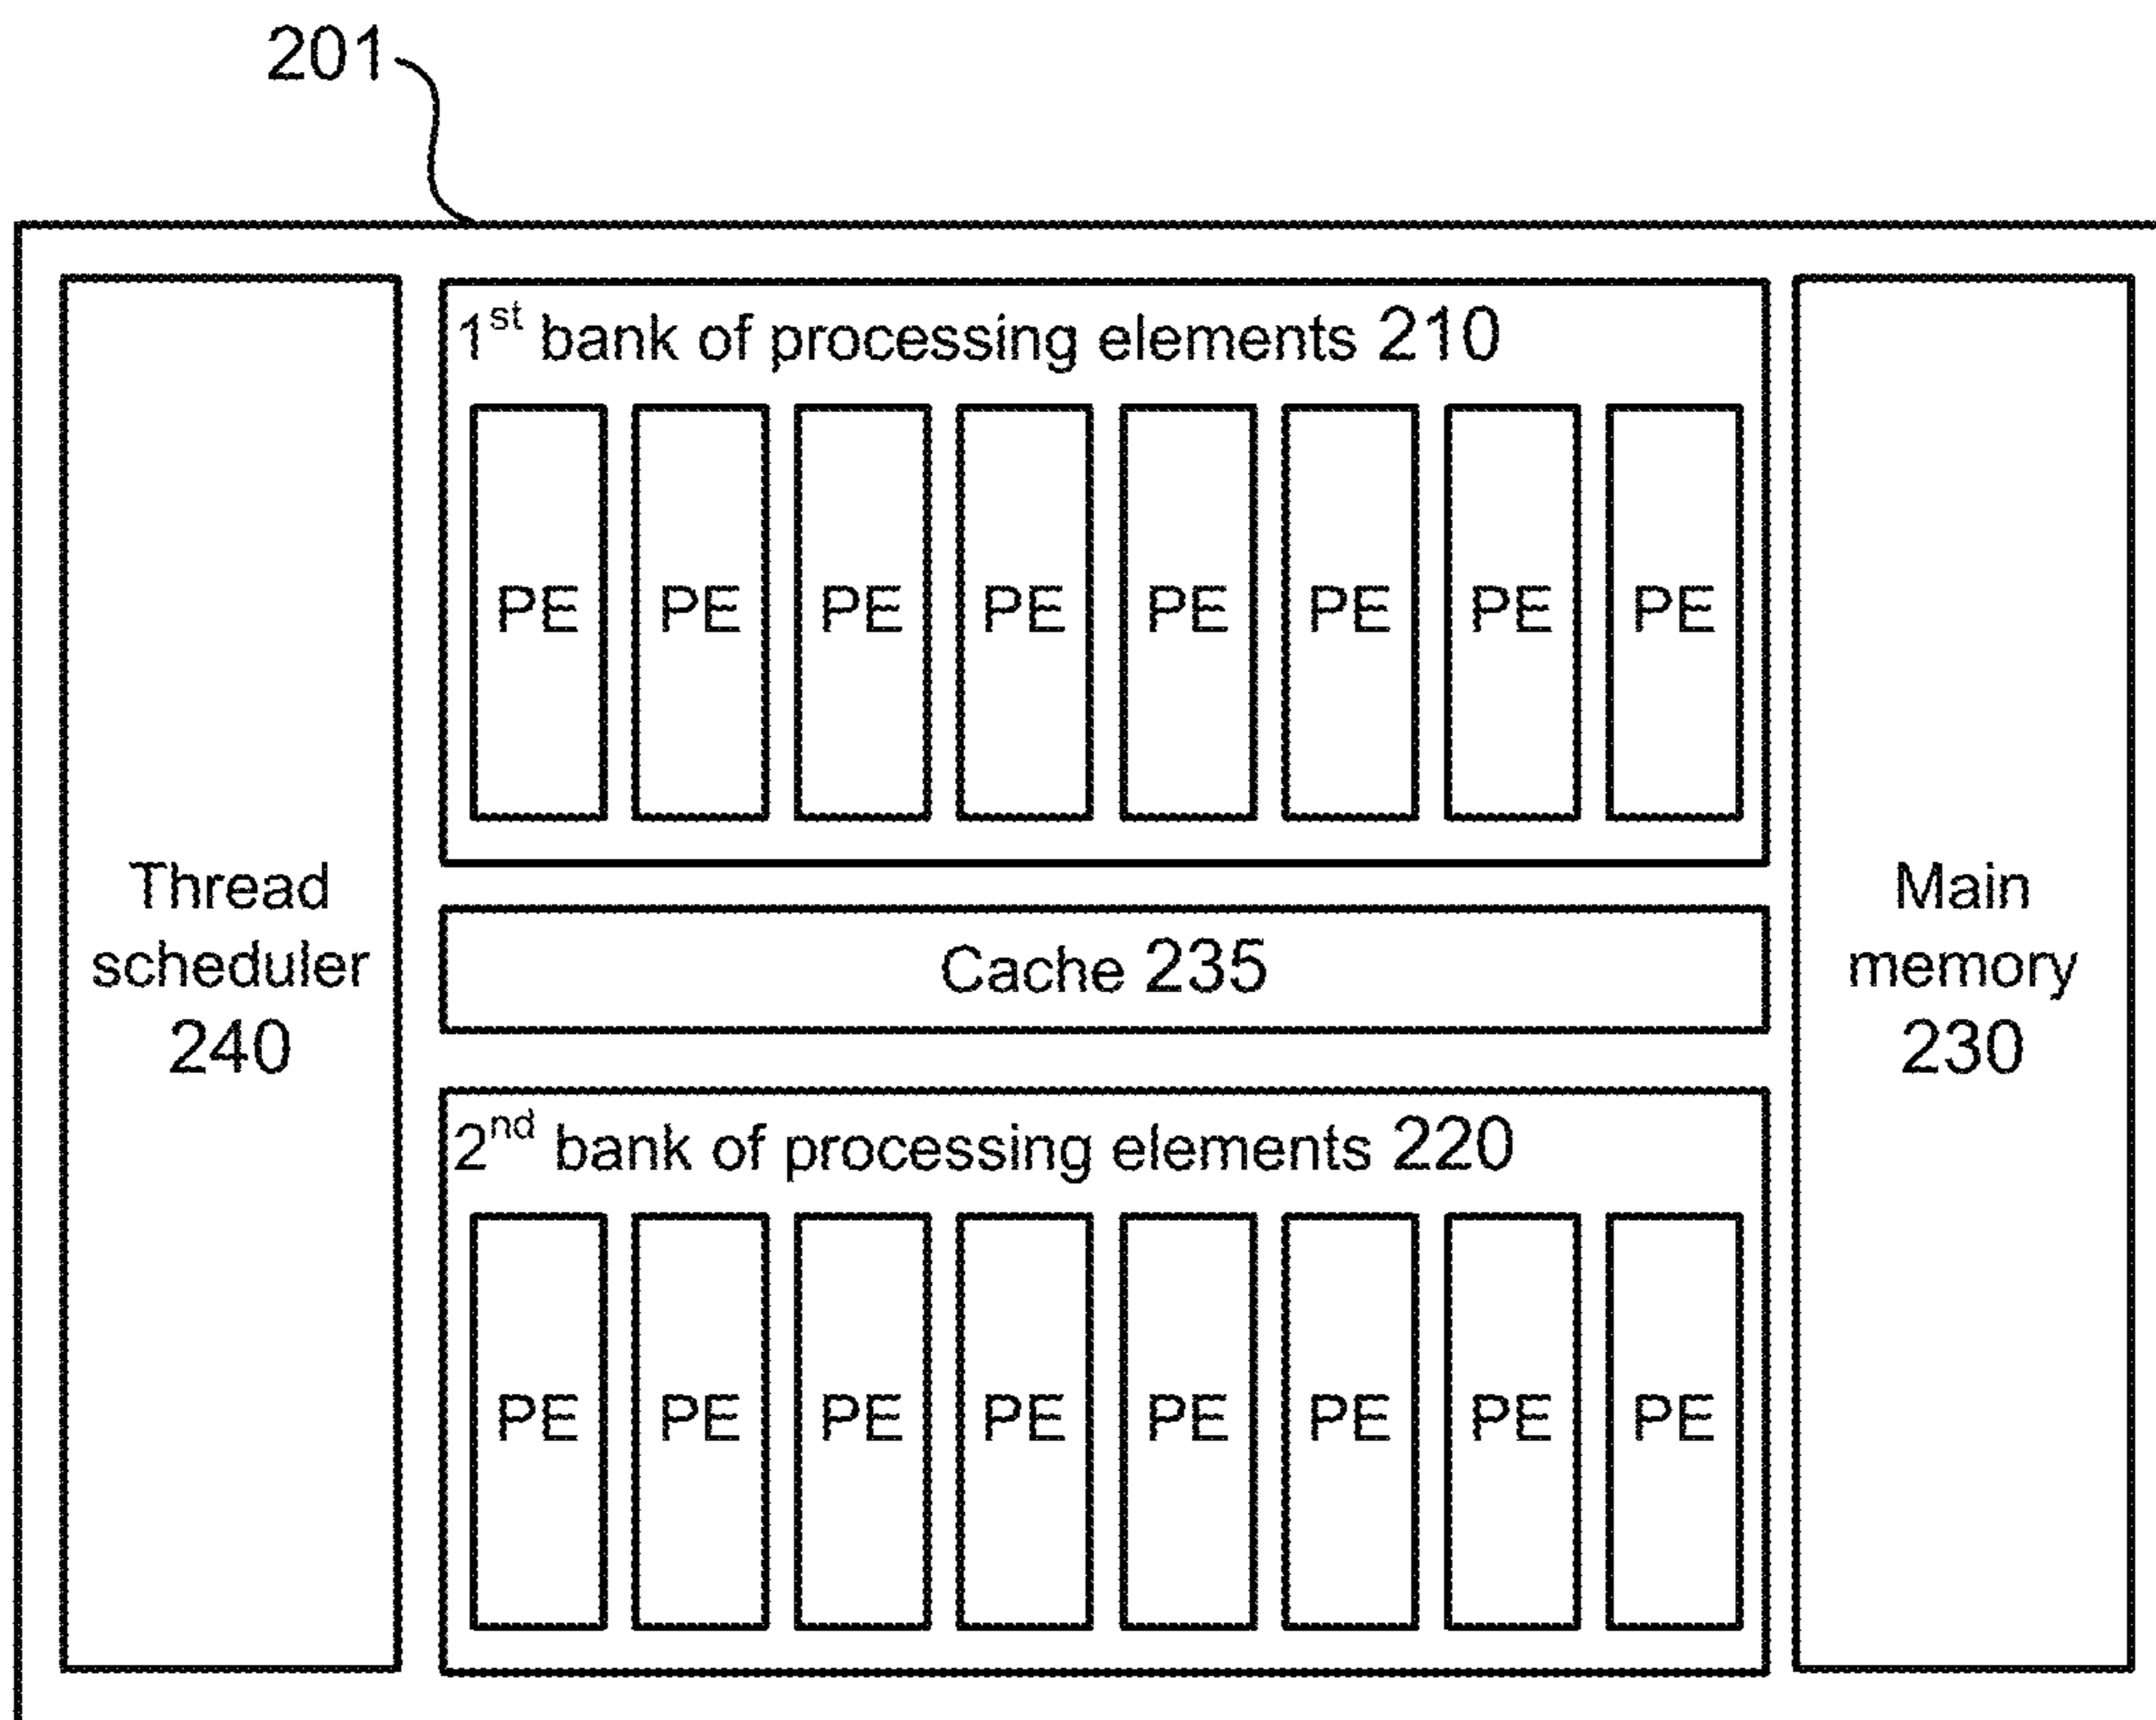 201
1st bank of processing elements 210
PE PE PE PE PE PE PE PE
Thread
scheduler
240
Cache 235
Main
memory
230
2nd bank of processing elements 220
PE PE PE PE PE PE PE PE